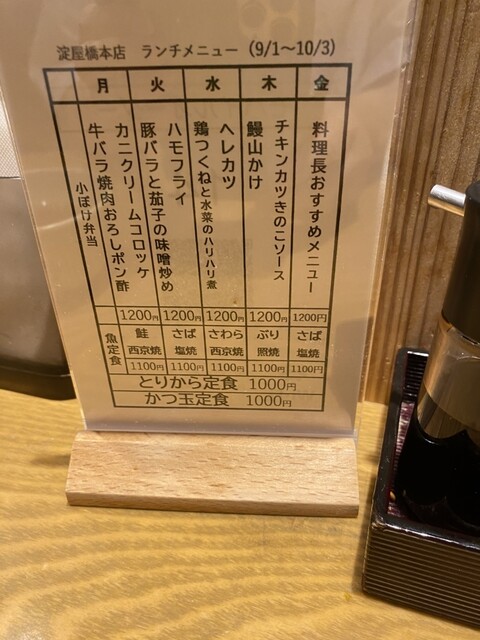 淀屋橋本店 ランチメニュー（9/1～10/3）
月 火 水 木 金
小ぼけ弁当
カニクリームコロッケ
牛バラ焼肉おろしポン酢
ハモフライ
豚バラと茄子の味噌炒め
ヘレカツ
鶏つくねと水菜のハリハリ煮
チキンカツきのこソース
鰻山かけ
料理長おすすめメニュー
1200円 1200円 1200円 1200円 1200円
魚定食
鮭 さば さわら ぶり さば
西京焼 塩焼 西京焼 照焼 塩焼
1100円 1100円 1100円 1100円 1100円
とりから定食 1000円
かつ玉定食 1000円